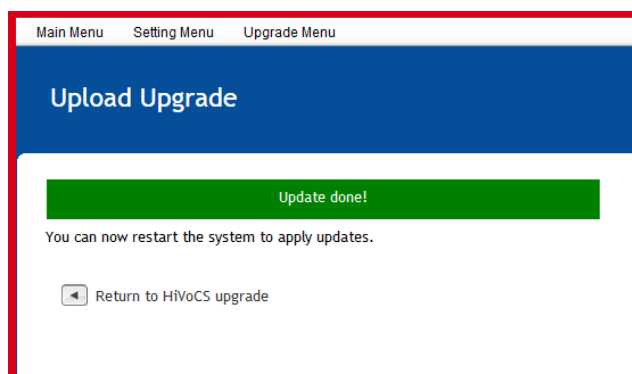 Main Menu Setting Menu Upgrade Menu
Upload Upgrade
Update done!
You can now restart the system to apply updates.
Return to HiVoCS upgrade